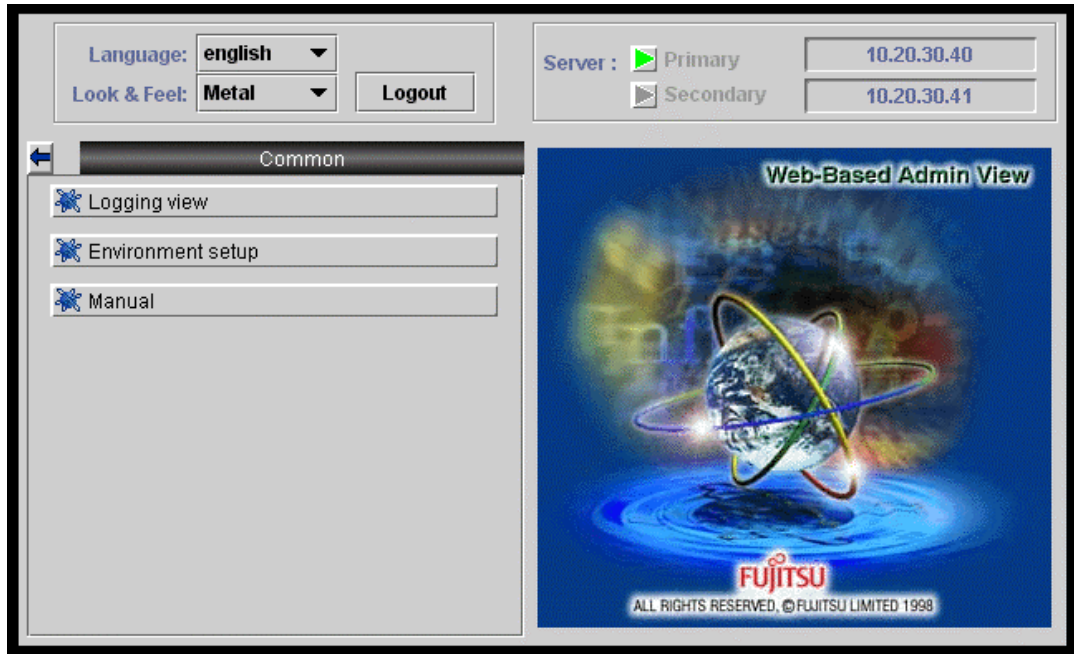 Language: english
Look & Feel: Metal Logout
Server : Primary 10.20.30.40
Secondary 10.20.30.41
Common
Logging view
Environment setup
Manual
Web-Based Admin View
FUJITSU
ALL RIGHTS RESERVED, © FUJITSU LIMITED 1998